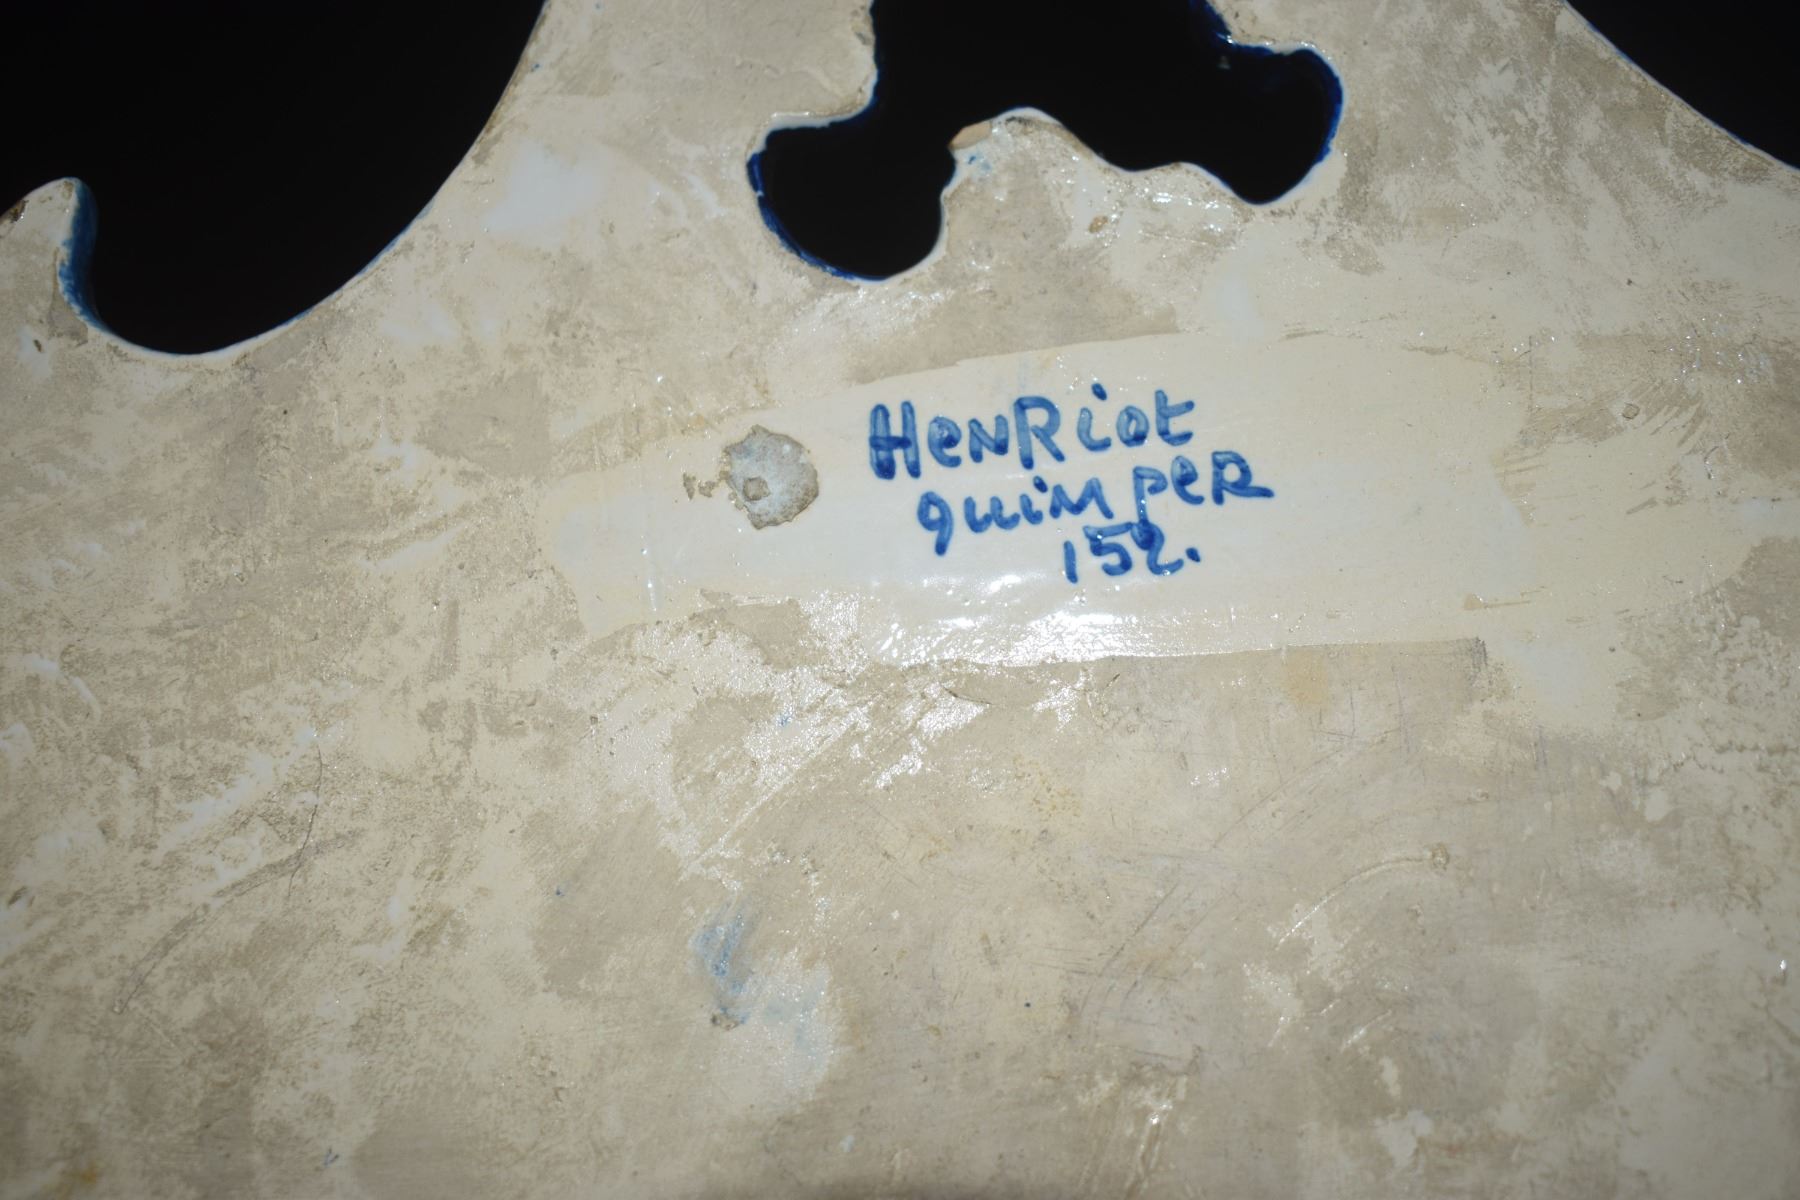 HenRiot
quimper
152.